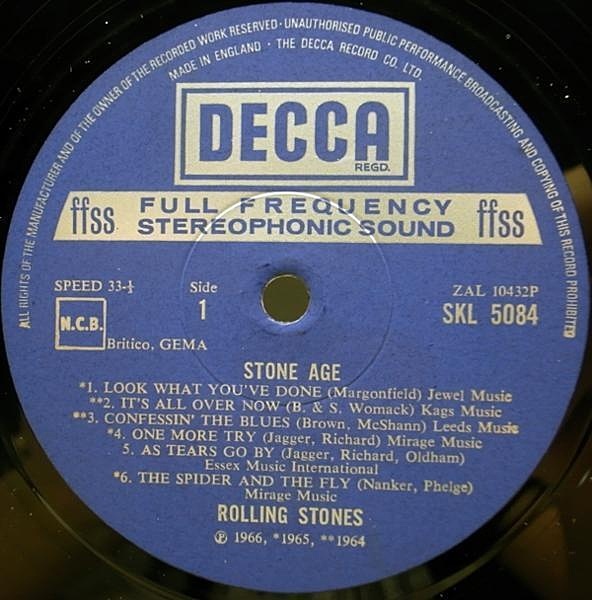 ALL RIGHTS OF THE MANUFACTURER AND OF THE OWNER OF THE RECORDED WORK RESERVED · UNAUTHORISED PUBLIC PERFORMANCE BROADCASTING AND COPYING OF THIS RECORD PROHIBITED
MADE IN ENGLAND · THE DECCA RECORD CO. LTD.
DECCA
REGD.
ffss FULL FREQUENCY ffss
STEREOPHONIC SOUND
SPEED 33-⅓ Side ZAL 10432P
1 SKL 5084
N.C.B.
Britico, GEMA
STONE AGE
*1. LOOK WHAT YOU'VE DONE (Margonfield) Jewel Music
**2. IT'S ALL OVER NOW (B. & S. Womack) Kags Music
**3. CONFESSIN' THE BLUES (Brown, McShann) Leeds Music
*4. ONE MORE TRY (Jagger, Richard) Mirage Music
5. AS TEARS GO BY (Jagger, Richard, Oldham)
Essex Music International
*6. THE SPIDER AND THE FLY (Nanker, Phelge)
Mirage Music
ROLLING STONES
℗ 1966, *1965, **1964